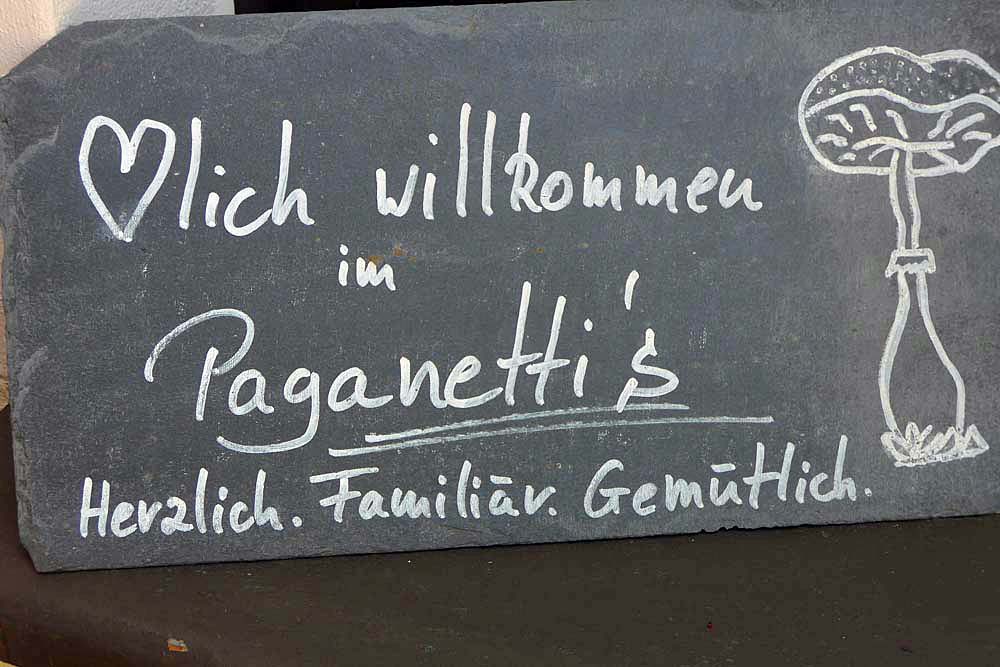 ♡lich willkommen
im
Paganetti's
Herzlich. Familiär. Gemütlich.